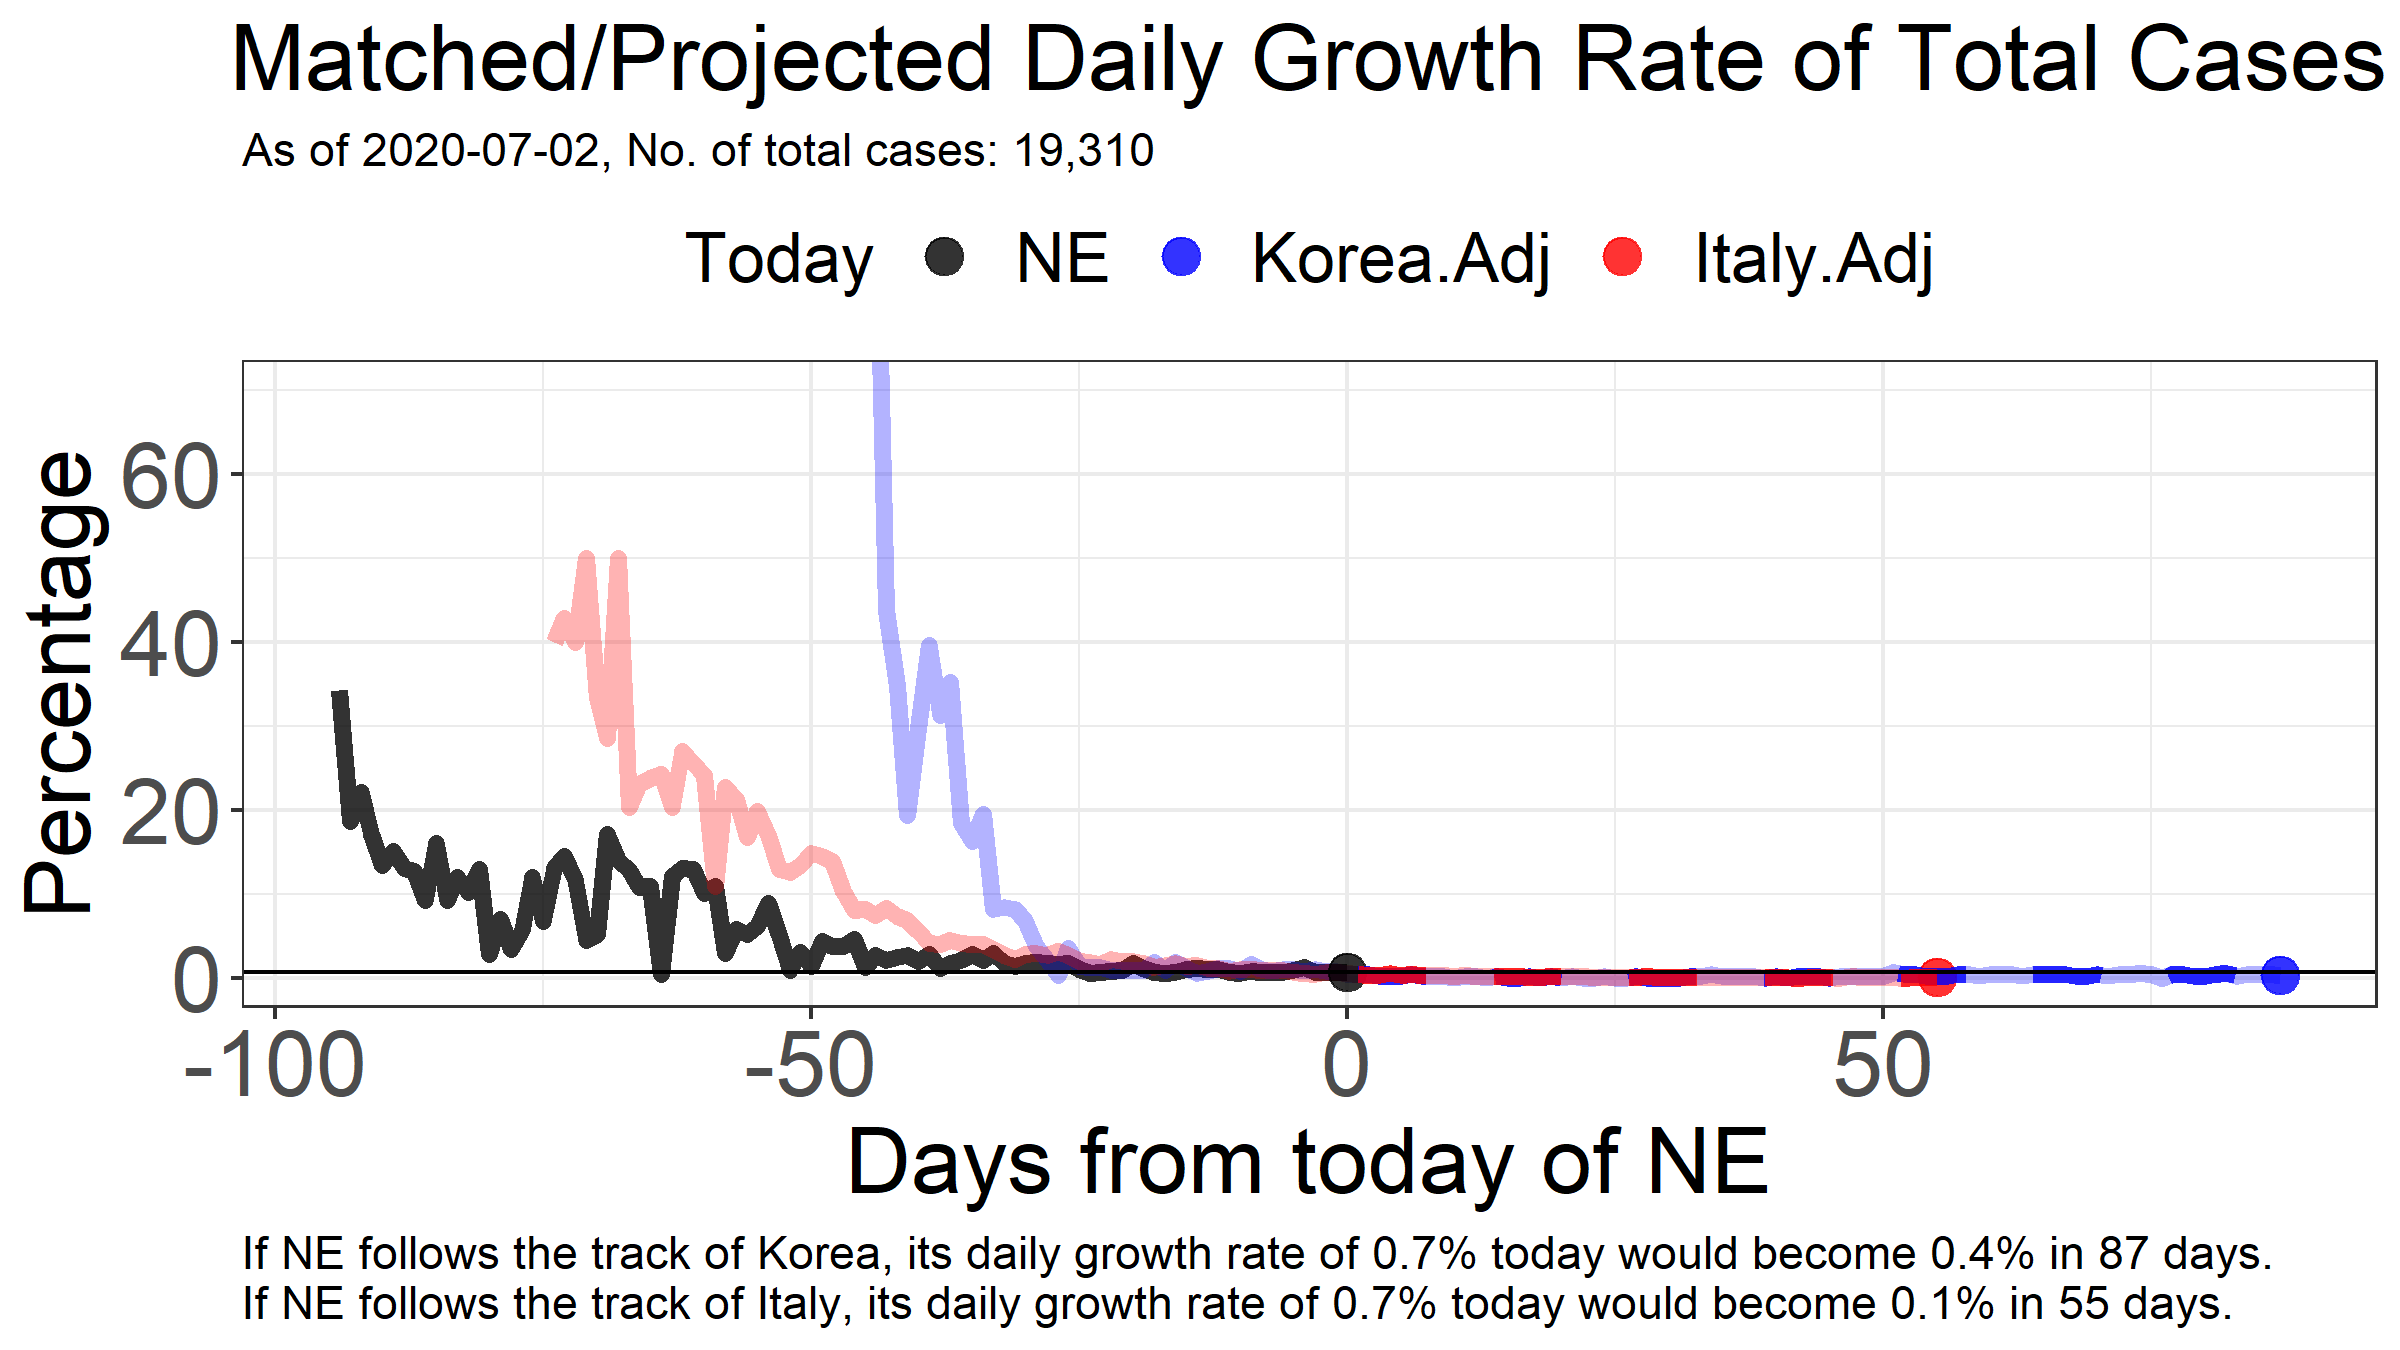 Matched/Projected Daily Growth Rate of Total Cases
As of 2020-07-02, No. of total cases: 19,310
Today NE Korea.Adj Italy.Adj
Percentage
60
40
20
0
-100 -50 0 50
Days from today of NE
If NE follows the track of Korea, its daily growth rate of 0.7% today would become 0.4% in 87 days.
If NE follows the track of Italy, its daily growth rate of 0.7% today would become 0.1% in 55 days.